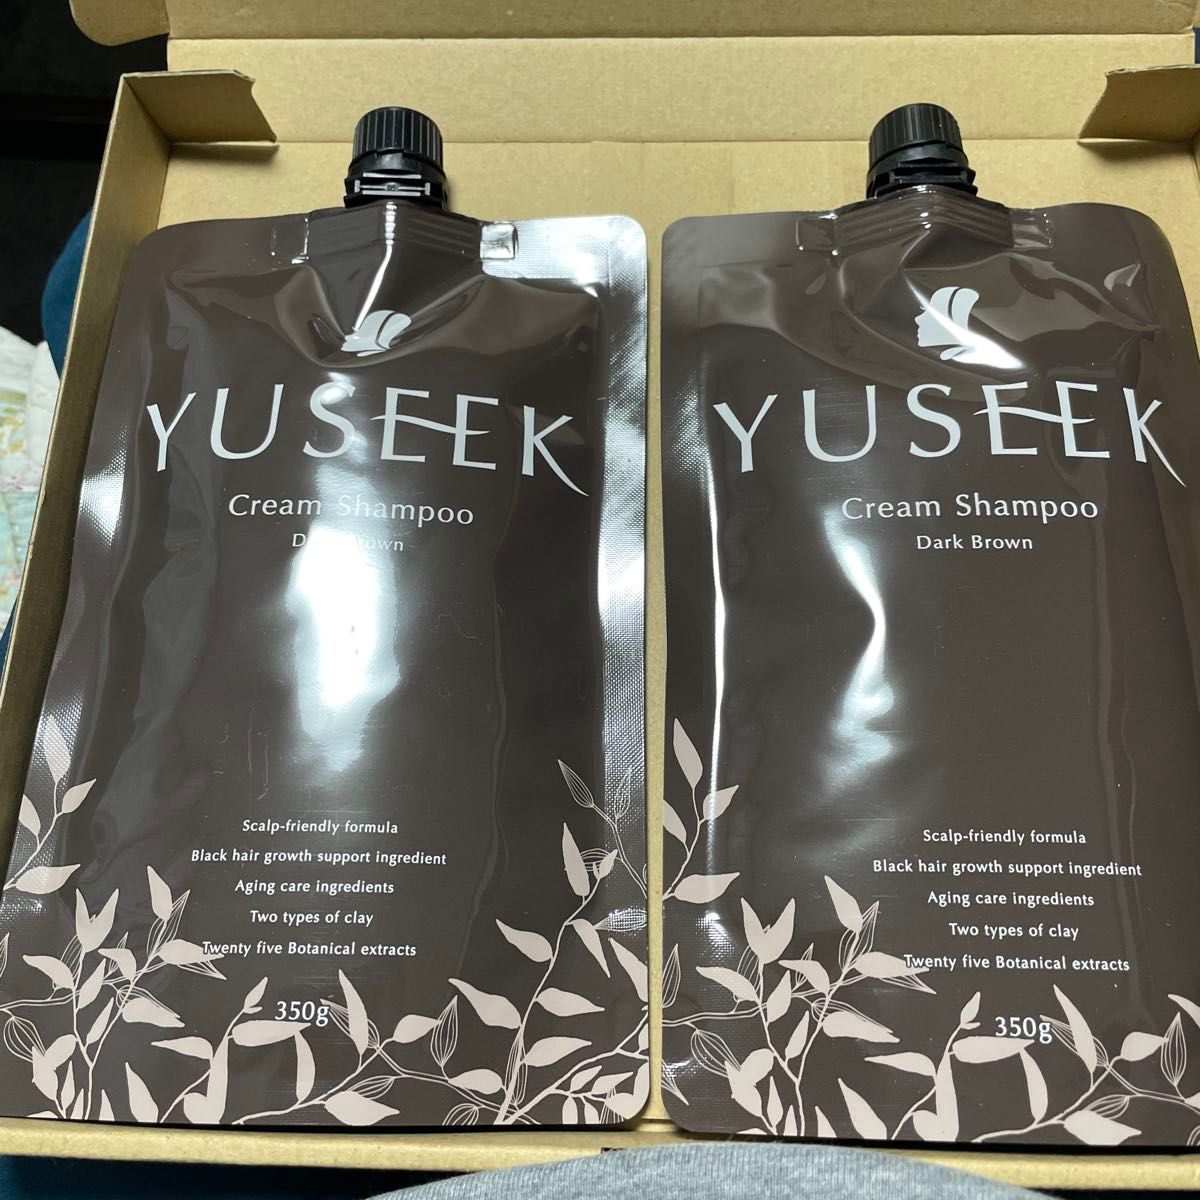 YUSEEK
Cream Shampoo
Dark Brown
Scalp-friendly formula
Black hair growth support ingredient
Aging care ingredients
Two types of clay
Twenty five Botanical extracts
350g
YUSEEK
Cream Shampoo
Dark Brown
Scalp-friendly formula
Black hair growth support ingredient
Aging care ingredients
Two types of clay
Twenty five Botanical extracts
350g